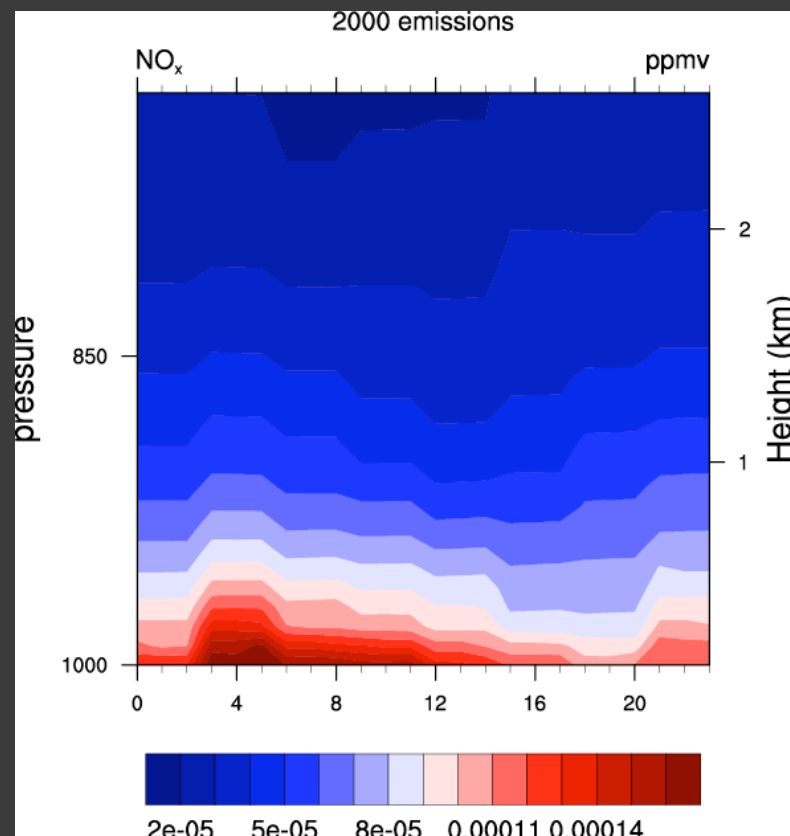 2000 emissions
NOx ppmv
2
850
1
1000
pressure
Height (km)
0 4 8 12 16 20
2e-05 5e-05 8e-05 0.00011 0.00014